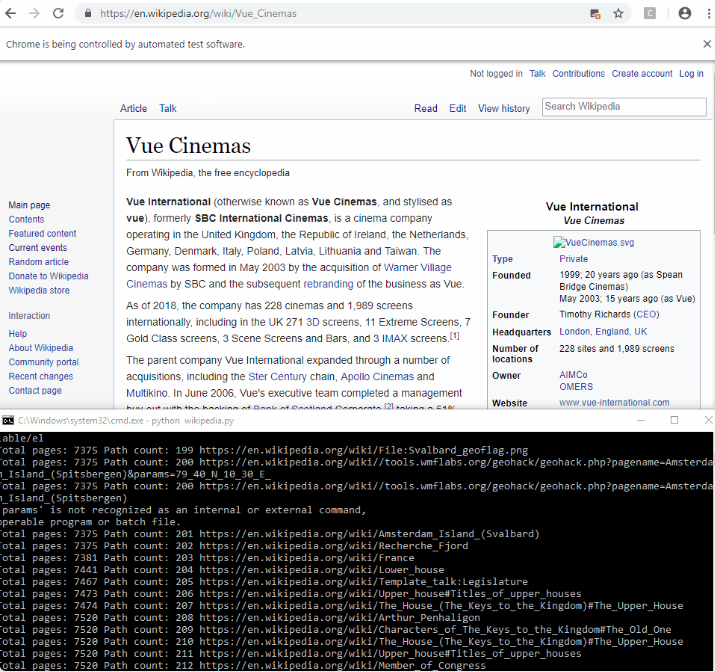 https://en.wikipedia.org/wiki/Vue_Cinemas
C
Chrome is being controlled by automated test software.
Not logged in Talk Contributions Create account Log in
Article Talk Read Edit View history Search Wikipedia
Vue Cinemas
From Wikipedia, the free encyclopedia
Main page
Contents
Featured content
Current events
Random article
Donate to Wikipedia
Wikipedia store
Interaction
Help
About Wikipedia
Community portal
Recent changes
Contact page
Vue International (otherwise known as Vue Cinemas, and stylised as
vue), formerly SBC International Cinemas, is a cinema company
operating in the United Kingdom, the Republic of Ireland, the Netherlands,
Germany, Denmark, Italy, Poland, Latvia, Lithuania and Taiwan. The
company was formed in May 2003 by the acquisition of Warner Village
Cinemas by SBC and the subsequent rebranding of the business as Vue.
As of 2018, the company has 228 cinemas and 1,989 screens
internationally, including in the UK 271 3D screens, 11 Extreme Screens, 7
Gold Class screens, 3 Scene Screens and Bars, and 3 IMAX screens.[1]
The parent company Vue International expanded through a number of
acquisitions, including the Ster Century chain, Apollo Cinemas and
Multikino. In June 2006, Vue's executive team completed a management
buy out with the backing of Bank of Scotland Corporate,[2] taking a 51%
Vue International
Vue Cinemas
VueCinemas.svg
Type Private
Founded 1999; 20 years ago (as Spean
Bridge Cinemas)
May 2003; 15 years ago (as Vue)
Founder Timothy Richards (CEO)
Headquarters London, England, UK
Number of 228 sites and 1,989 screens
locations
Owner AIMCo
OMERS
Website www.vue-international.com
C:\Windows\system32\cmd.exe - python wikipedia.py
lable/el
Total pages: 7375 Path count: 199 https://en.wikipedia.org/wiki/File:Svalbard_geoflag.png
Total pages: 7375 Path count: 200 https://en.wikipedia.org/wiki//tools.wmflabs.org/geohack/geohack.php?pagename=Amsterda
m_Island_(Spitsbergen)&params=79_40_N_10_30_E_
Total pages: 7375 Path count: 200 https://en.wikipedia.org/wiki//tools.wmflabs.org/geohack/geohack.php?pagename=Amsterda
m_Island_(Spitsbergen)
'params' is not recognized as an internal or external command,
operable program or batch file.
Total pages: 7375 Path count: 201 https://en.wikipedia.org/wiki/Amsterdam_Island_(Svalbard)
Total pages: 7375 Path count: 202 https://en.wikipedia.org/wiki/Recherche_Fjord
Total pages: 7381 Path count: 203 https://en.wikipedia.org/wiki/France
Total pages: 7441 Path count: 204 https://en.wikipedia.org/wiki/Lower_house
Total pages: 7467 Path count: 205 https://en.wikipedia.org/wiki/Template_talk:Legislature
Total pages: 7473 Path count: 206 https://en.wikipedia.org/wiki/Upper_house#Titles_of_upper_houses
Total pages: 7474 Path count: 207 https://en.wikipedia.org/wiki/The_House_(The_Keys_to_the_Kingdom)#The_Upper_House
Total pages: 7520 Path count: 208 https://en.wikipedia.org/wiki/Arthur_Penhaligon
Total pages: 7520 Path count: 209 https://en.wikipedia.org/wiki/Characters_of_The_Keys_to_the_Kingdom#The_Old_One
Total pages: 7520 Path count: 210 https://en.wikipedia.org/wiki/The_House_(The_Keys_to_the_Kingdom)#The_Upper_House
Total pages: 7520 Path count: 211 https://en.wikipedia.org/wiki/Upper_house#Titles_of_upper_houses
Total pages: 7520 Path count: 212 https://en.wikipedia.org/wiki/Member_of_Congress